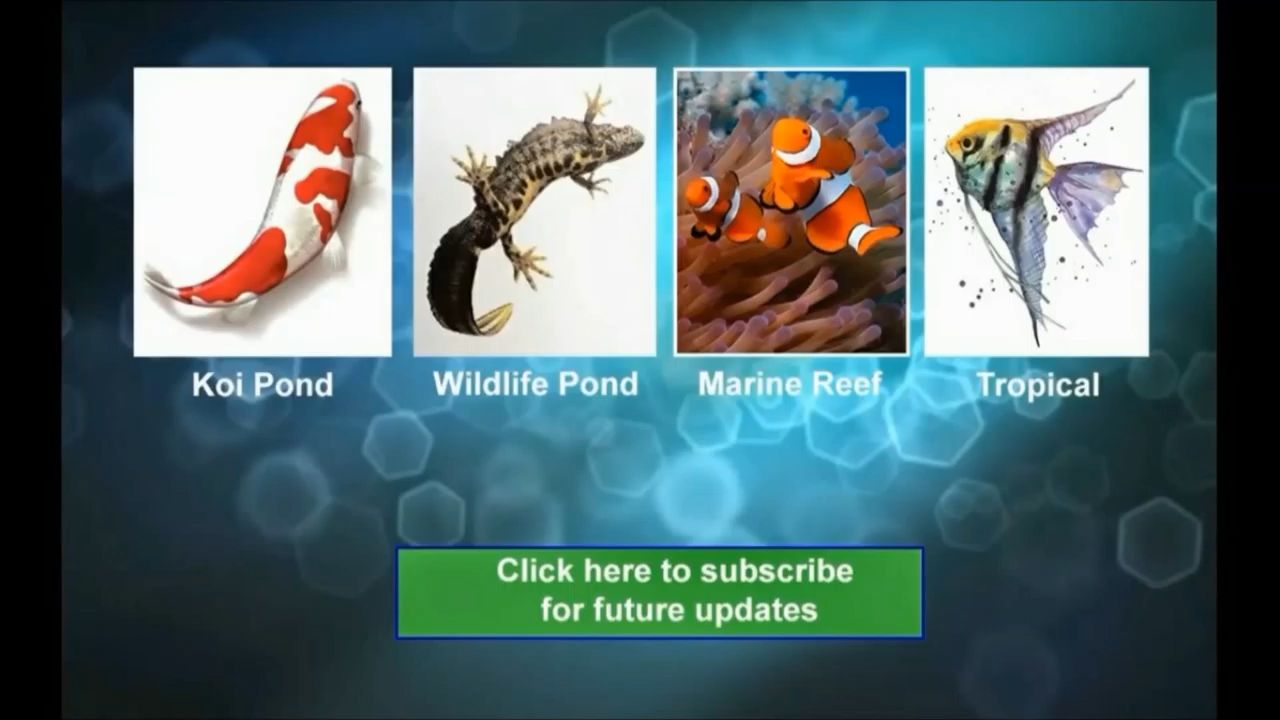 Koi Pond
Wildlife Pond
Marine Reef
Tropical
Click here to subscribe
for future updates